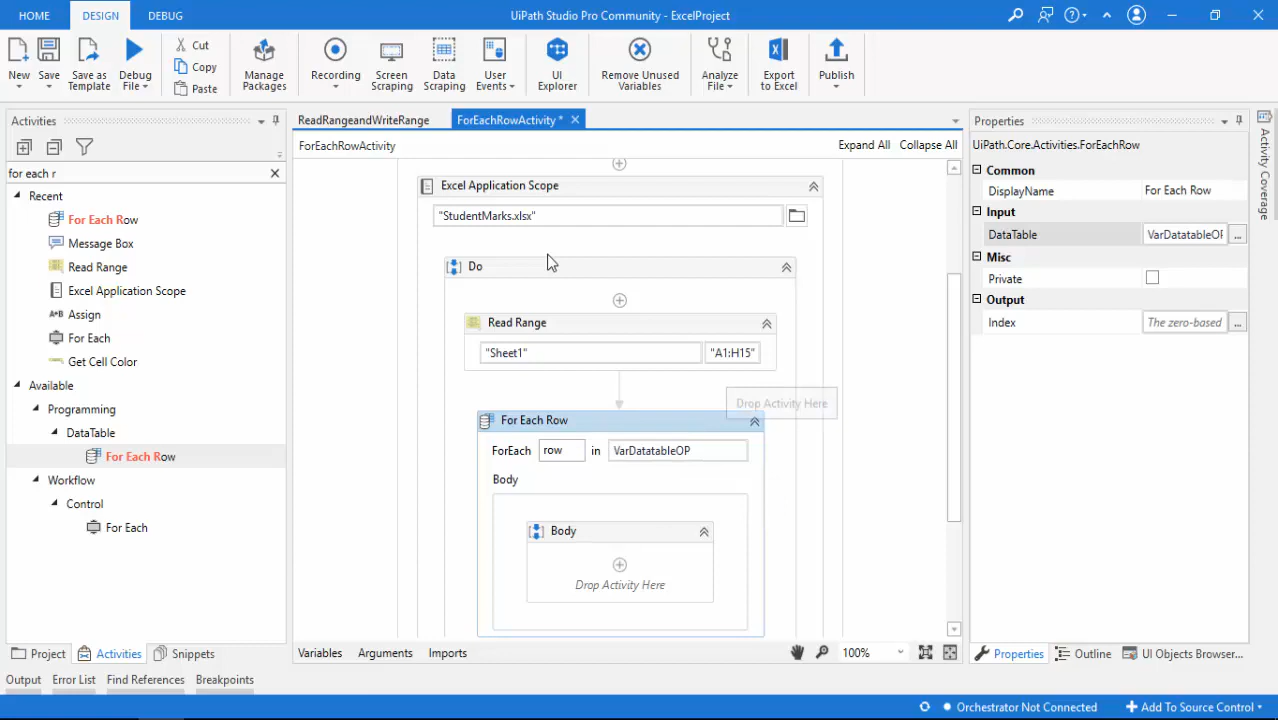 HOME DESIGN DEBUG UiPath Studio Pro Community - ExcelProject
New Save Save as Template Debug File Cut Copy Paste Manage Packages Recording Screen Scraping Data Scraping User Events UI Explorer Remove Unused Variables Analyze File Export to Excel Publish
Activities
for each r
Recent
For Each Row
Message Box
Read Range
Excel Application Scope
Assign
For Each
Get Cell Color
Available
Programming
DataTable
For Each Row
Workflow
Control
For Each
Project Activities Snippets
ReadRangeandWriteRange ForEachRowActivity *
ForEachRowActivity Expand All Collapse All
Excel Application Scope
"StudentMarks.xlsx"
Do
Read Range
"Sheet1" "A1:H15"
Drop Activity Here
For Each Row
ForEach row in VarDatatableOP
Body
Body
Drop Activity Here
Variables Arguments Imports 100%
Properties
UiPath.Core.Activities.ForEachRow
Common
DisplayName For Each Row
Input
DataTable VarDatatableOP ...
Misc
Private
Output
Index The zero-based ...
Properties Outline UI Objects Browser...
Activity Coverage
Output Error List Find References Breakpoints
Orchestrator Not Connected Add To Source Control